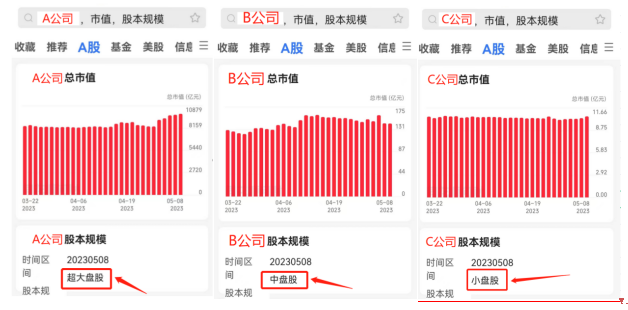 A公司，市值，股本规模
收藏 推荐 A股 基金 美股 信息
A公司总市值
总市值 (亿元)
10879
8159
5440
2720
0
03-22 04-06 04-19 05-08
2023 2023 2023 2023
A公司股本规模
时间区间 20230508
超大盘股
股本规
B公司，市值，股本规模
收藏 推荐 A股 基金 美股 信息
B公司总市值
总市值 (亿元)
175
131
87
44
0
03-22 04-06 04-19 05-08
2023 2023 2023 2023
B公司股本规模
时间区间 20230508
中盘股
股本规
C公司，市值，股本规模
收藏 推荐 A股 基金 美股 信息
C公司总市值
总市值 (亿元)
11.66
8.75
5.83
2.92
0.00
03-22 04-06 04-19 05-08
2023 2023 2023 2023
C公司股本规模
时间区间 20230508
小盘股
股本规